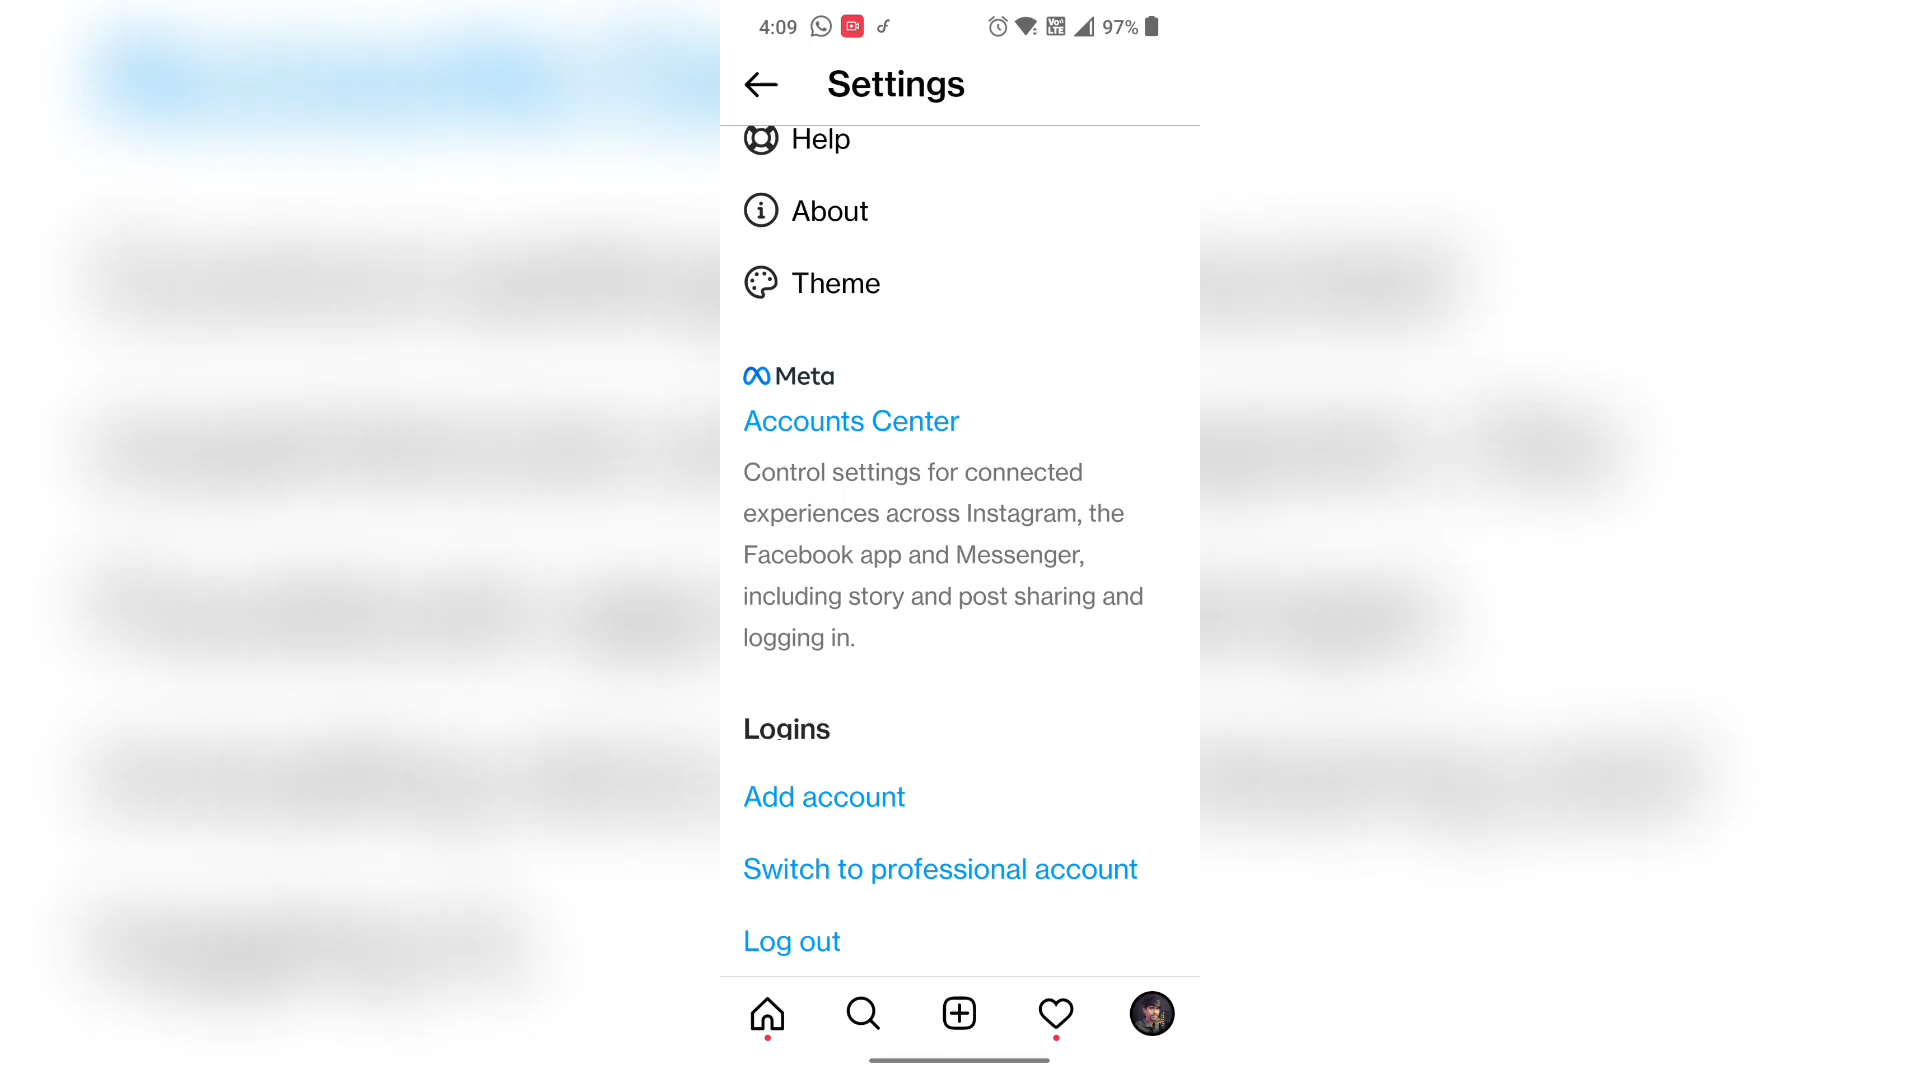 4:09 97%
Settings
Help
About
Theme
Meta
Accounts Center
Control settings for connected
experiences across Instagram, the
Facebook app and Messenger,
including story and post sharing and
logging in.
Logins
Add account
Switch to professional account
Log out